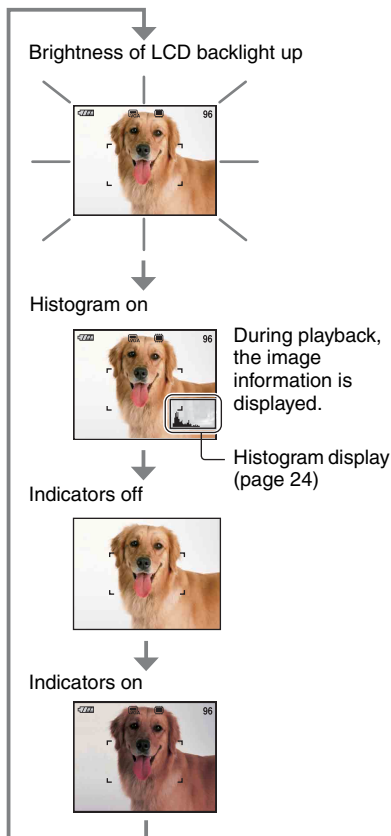 Brightness of LCD backlight up
96
Histogram on
96
During playback,
the image
information is
displayed.
Histogram display
(page 24)
Indicators off
Indicators on
96